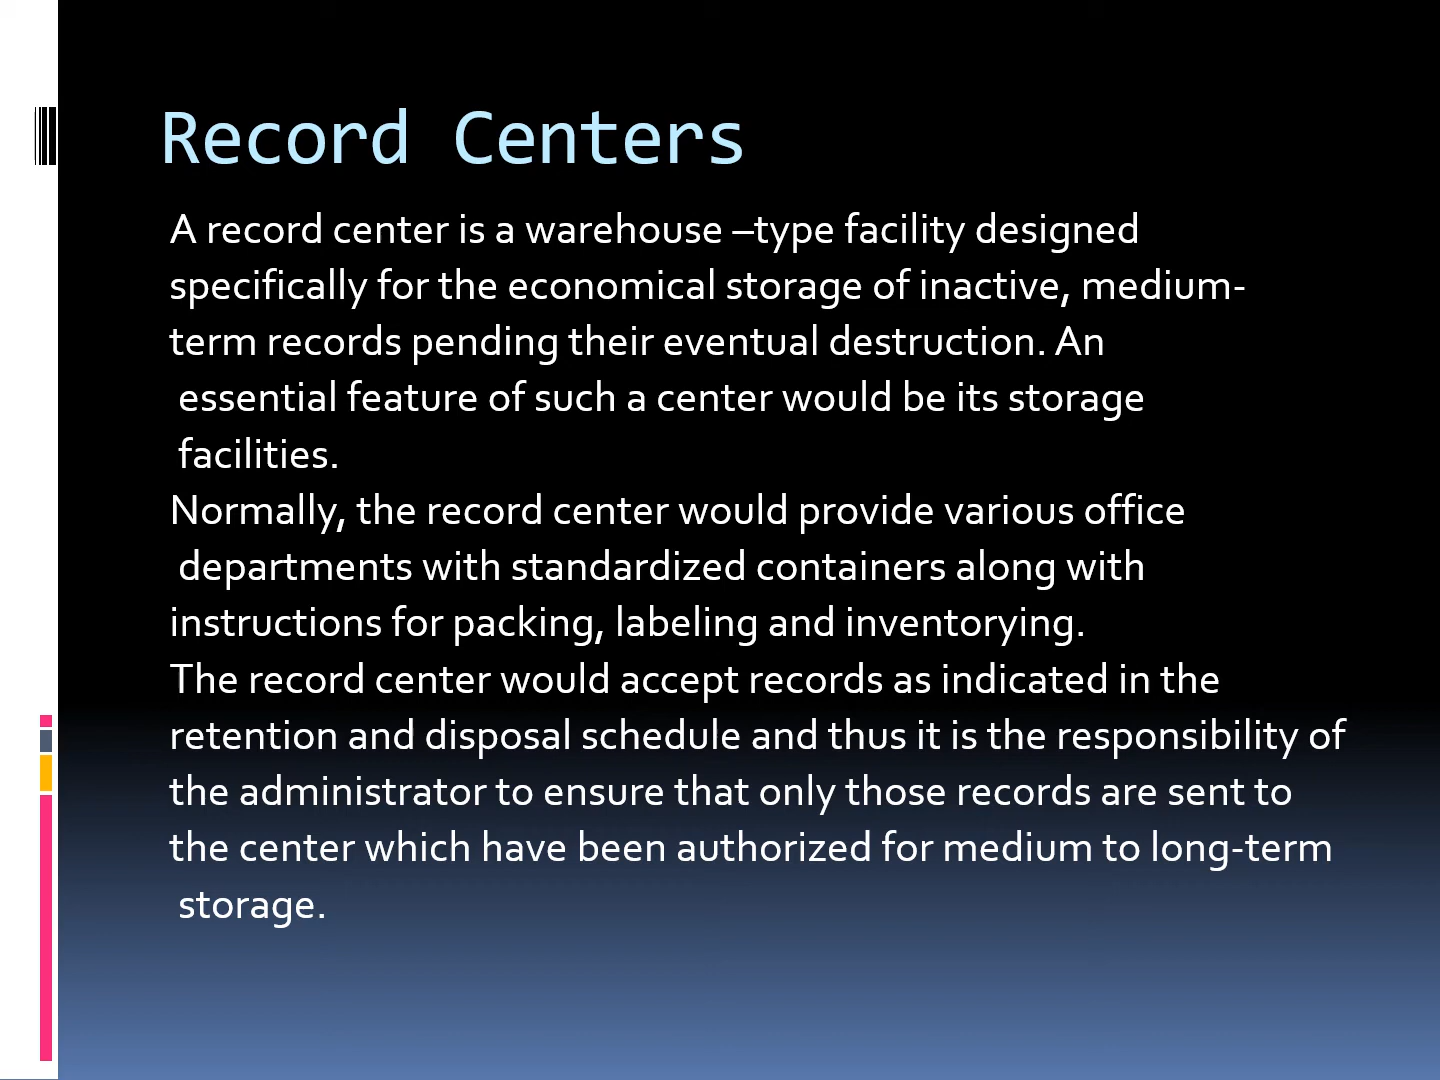 Record Centers
A record center is a warehouse –type facility designed
specifically for the economical storage of inactive, medium-
term records pending their eventual destruction. An
essential feature of such a center would be its storage
facilities.
Normally, the record center would provide various office
departments with standardized containers along with
instructions for packing, labeling and inventorying.
The record center would accept records as indicated in the
retention and disposal schedule and thus it is the responsibility of
the administrator to ensure that only those records are sent to
the center which have been authorized for medium to long-term
storage.